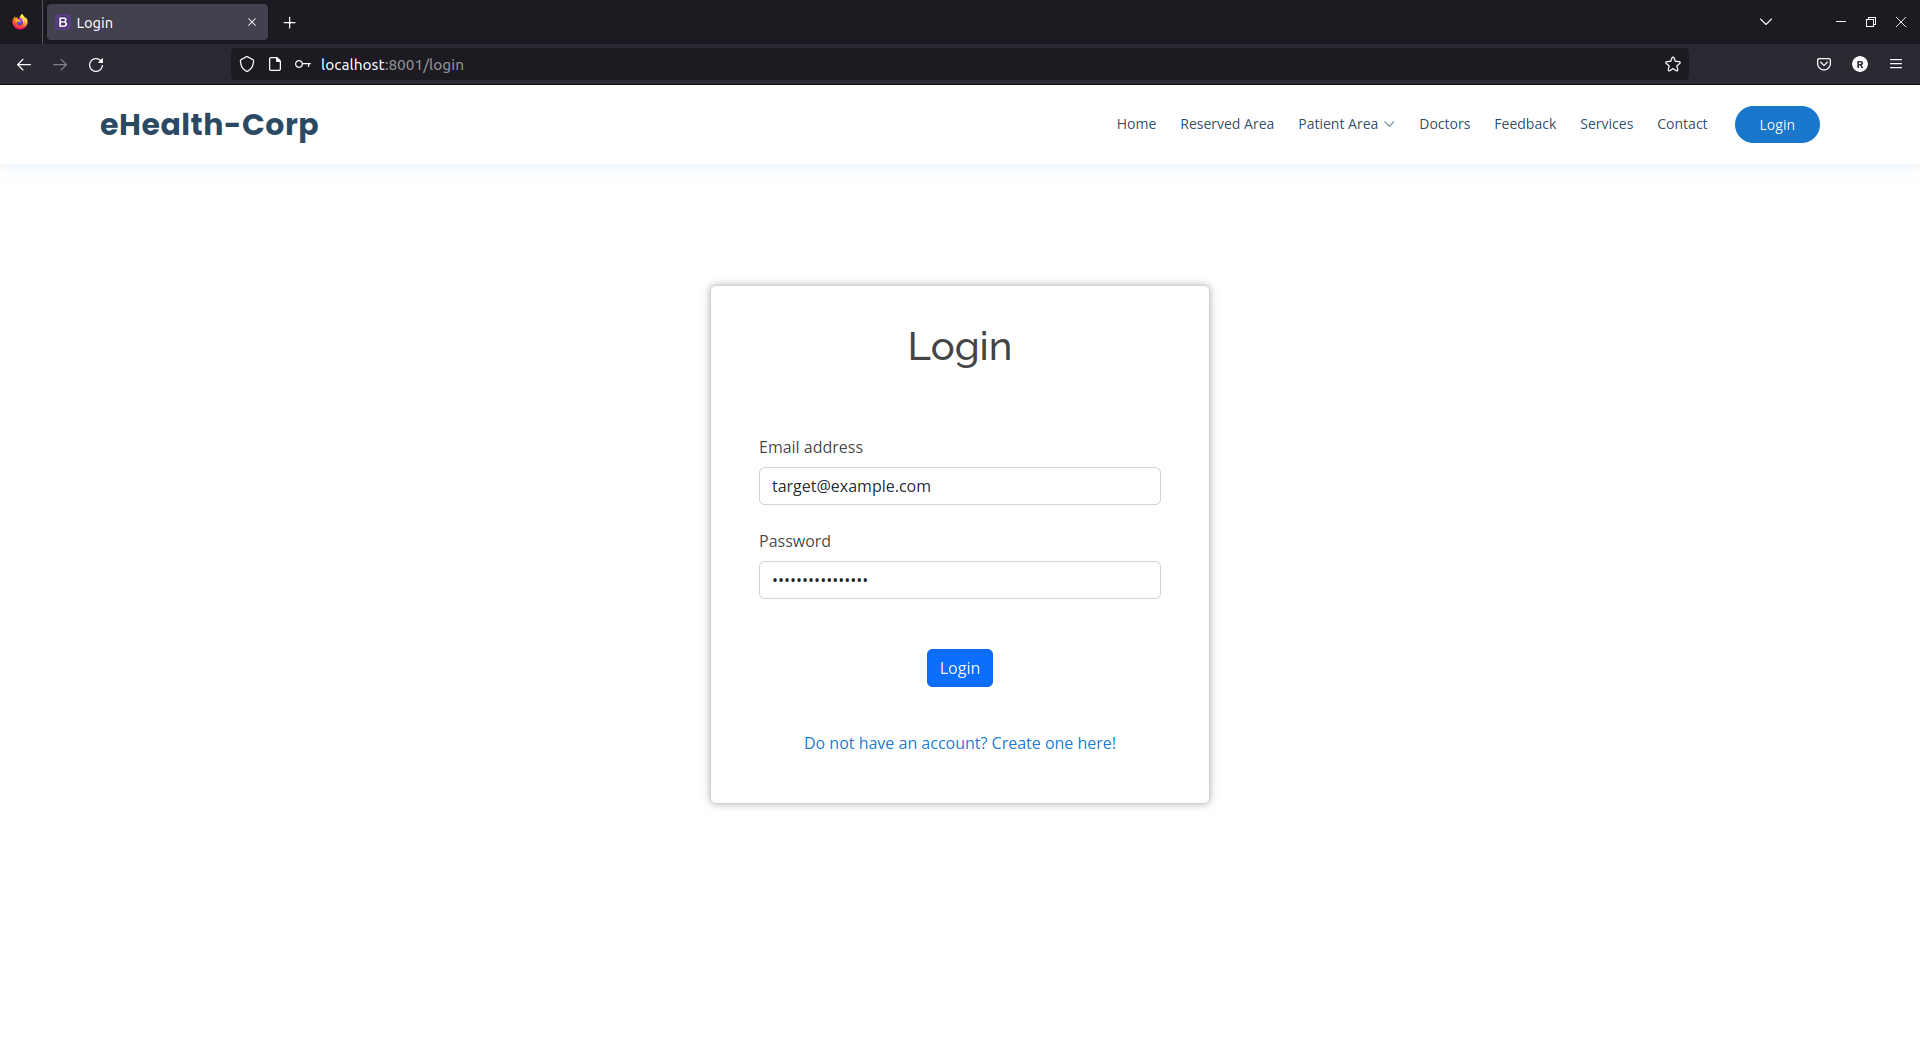 Login
localhost:8001/login
eHealth-Corp
Home Reserved Area Patient Area Doctors Feedback Services Contact Login
Login
Email address
target@example.com
Password
••••••••••••••••
Login
Do not have an account? Create one here!